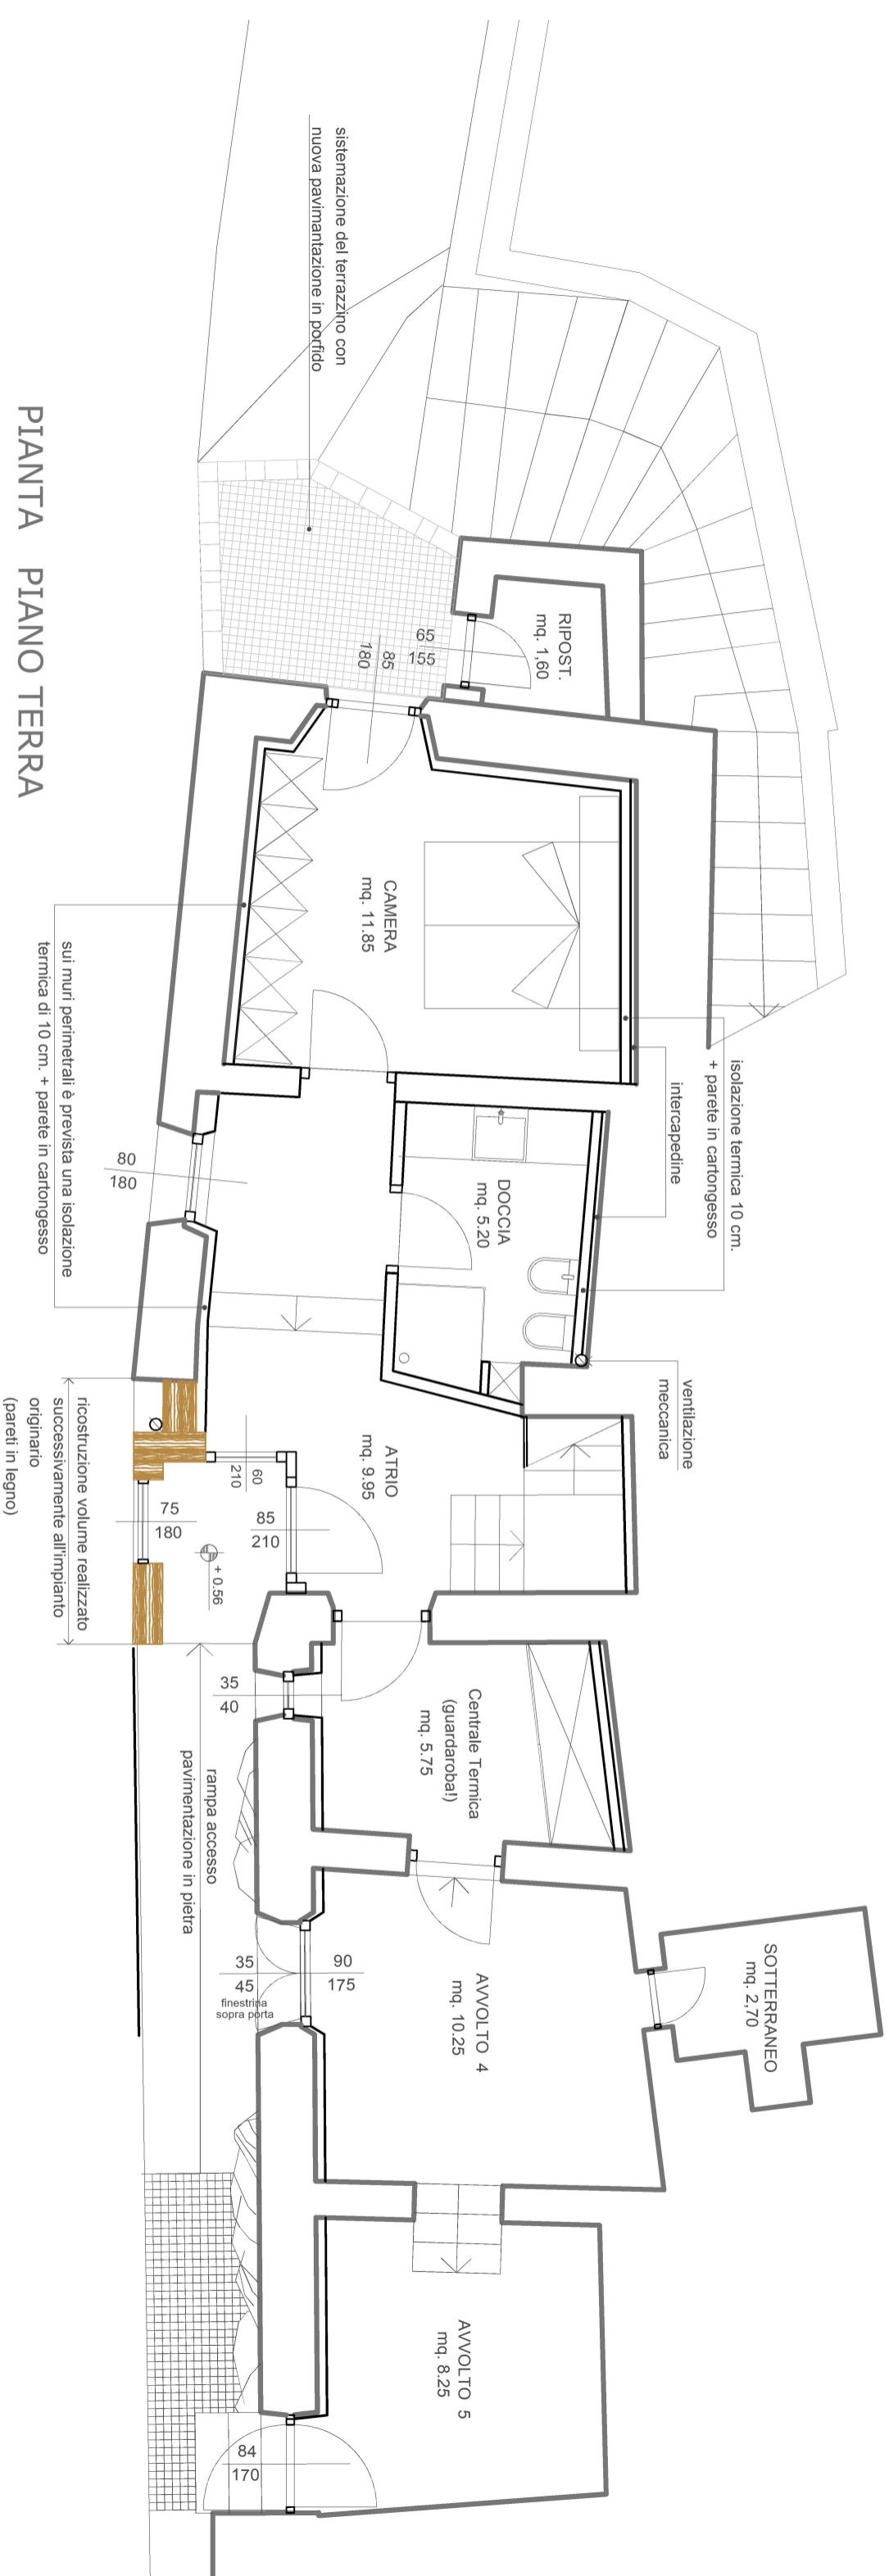 sistemazione del terrazzino con
nuova pavimantazione in porfido
RIPOST.
mq. 1,60
65
155
85
180
CAMERA
mq. 11.85
isolazione termica 10 cm.
+ parete in cartongesso
intercapedine
sui muri perimetrali è prevista una isolazione
termica di 10 cm. + parete in cartongesso
80
180
DOCCIA
mq. 5.20
ventilazione
meccanica
ATRIO
mq. 9.95
60
210
85
210
75
180
+ 0.56
ricostruzione volume realizzato
successivamente all'impianto
originario
(pareti in legno)
35
40
Centrale Termica
(guardaroba!)
mq. 5.75
rampa accesso
pavimentazione in pietra
90
175
35
45
finestrina
sopra porta
AVVOLTO 4
mq. 10.25
SOTTERRANEO
mq. 2,70
AVVOLTO 5
mq. 8.25
84
170
PIANTA PIANO TERRA